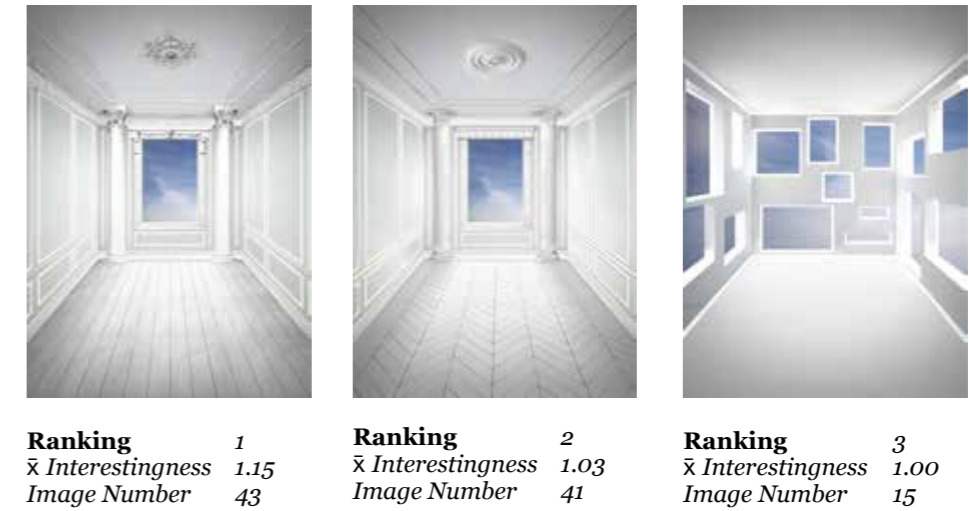 Ranking 1
x̄ Interestingness 1.15
Image Number 43
Ranking 2
x̄ Interestingness 1.03
Image Number 41
Ranking 3
x̄ Interestingness 1.00
Image Number 15